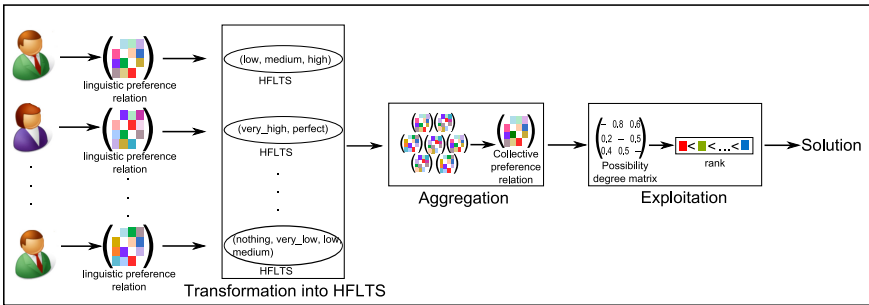 linguistic preference
relation
linguistic preference
relation
linguistic preference
relation
(low, medium, high)
HFLTS
(very_high, perfect)
HFLTS
(nothing, very_low, low,
medium)
HFLTS
Transformation into HFLTS
Collective
preference
relation
Aggregation
– 0.8 0.6
0,2 – 0,5
0.4 0,5 –
Possibility
degree matrix
< < ... <
rank
Exploitation
Solution